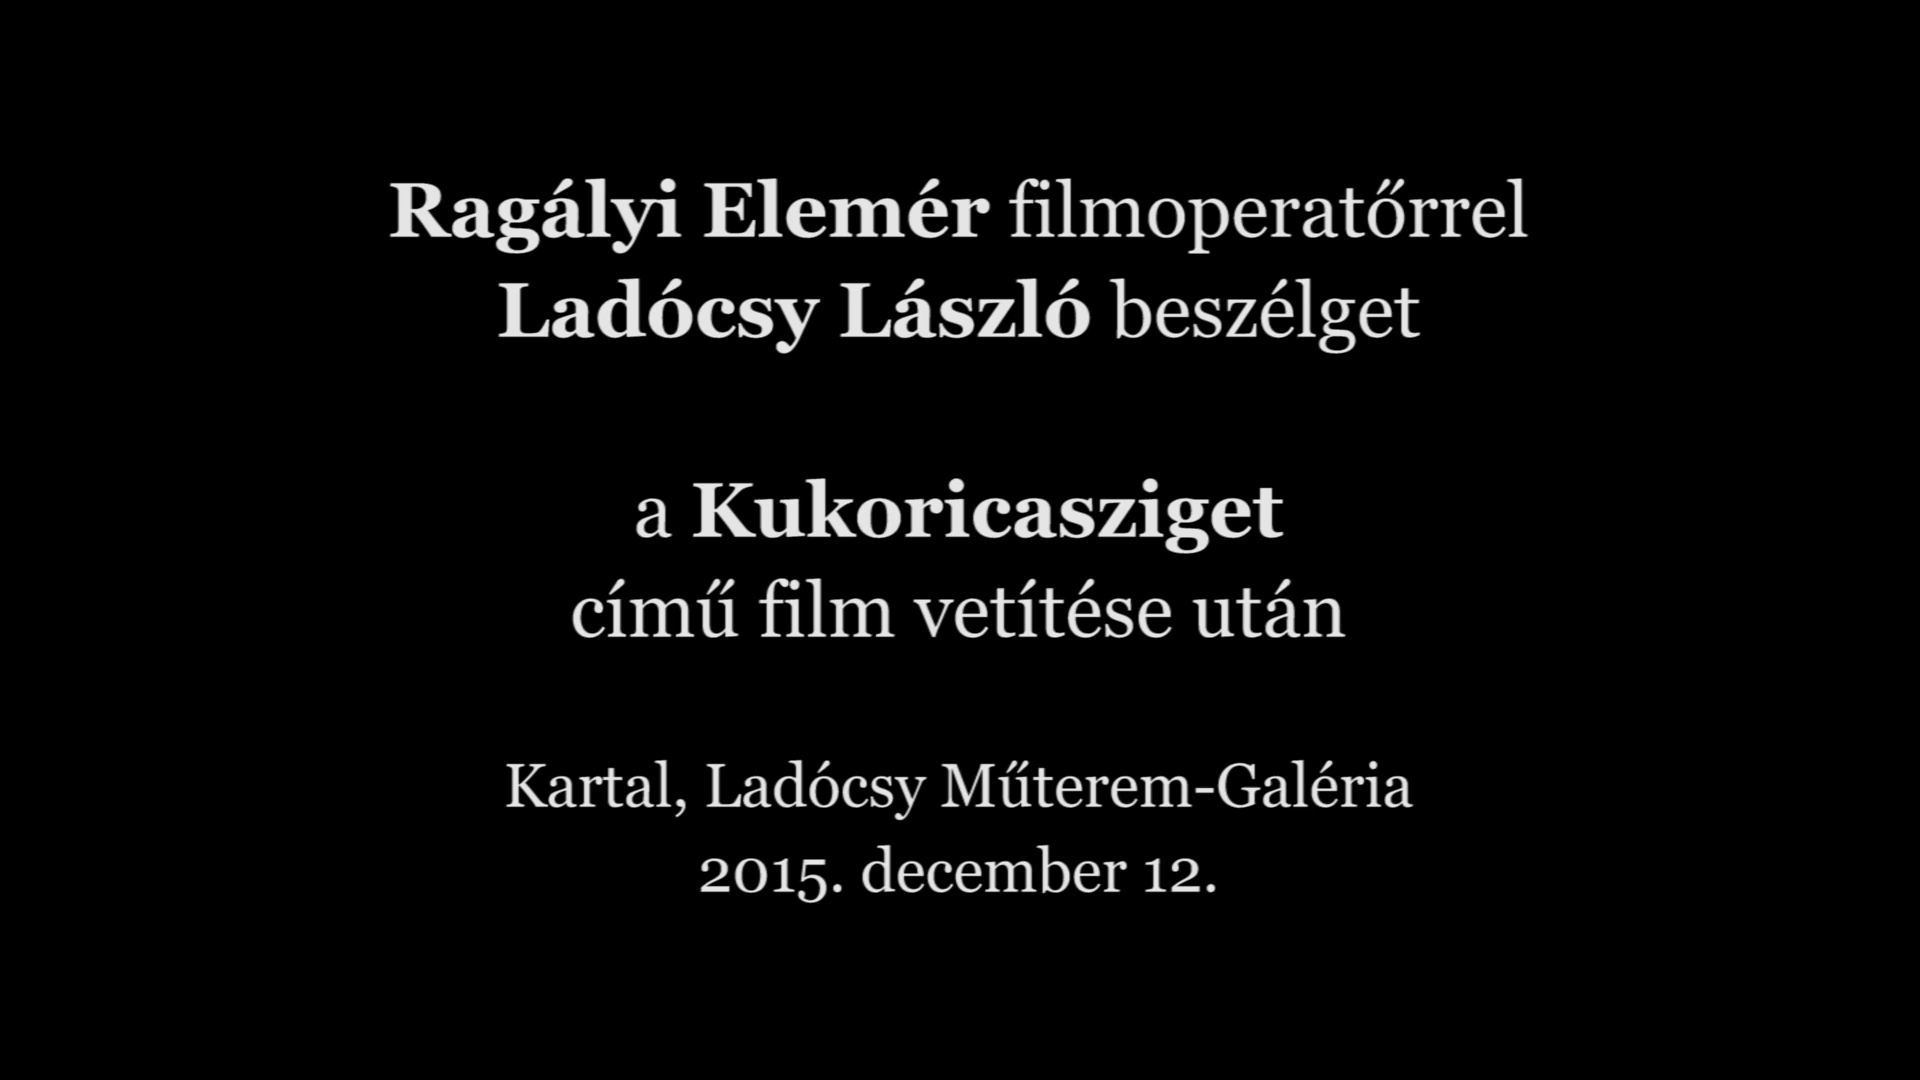 Ragályi Elemér filmoperatőrrel
Ladócsy László beszélget
a Kukoricasziget
című film vetítése után
Kartal, Ladócsy Műterem-Galéria
2015. december 12.